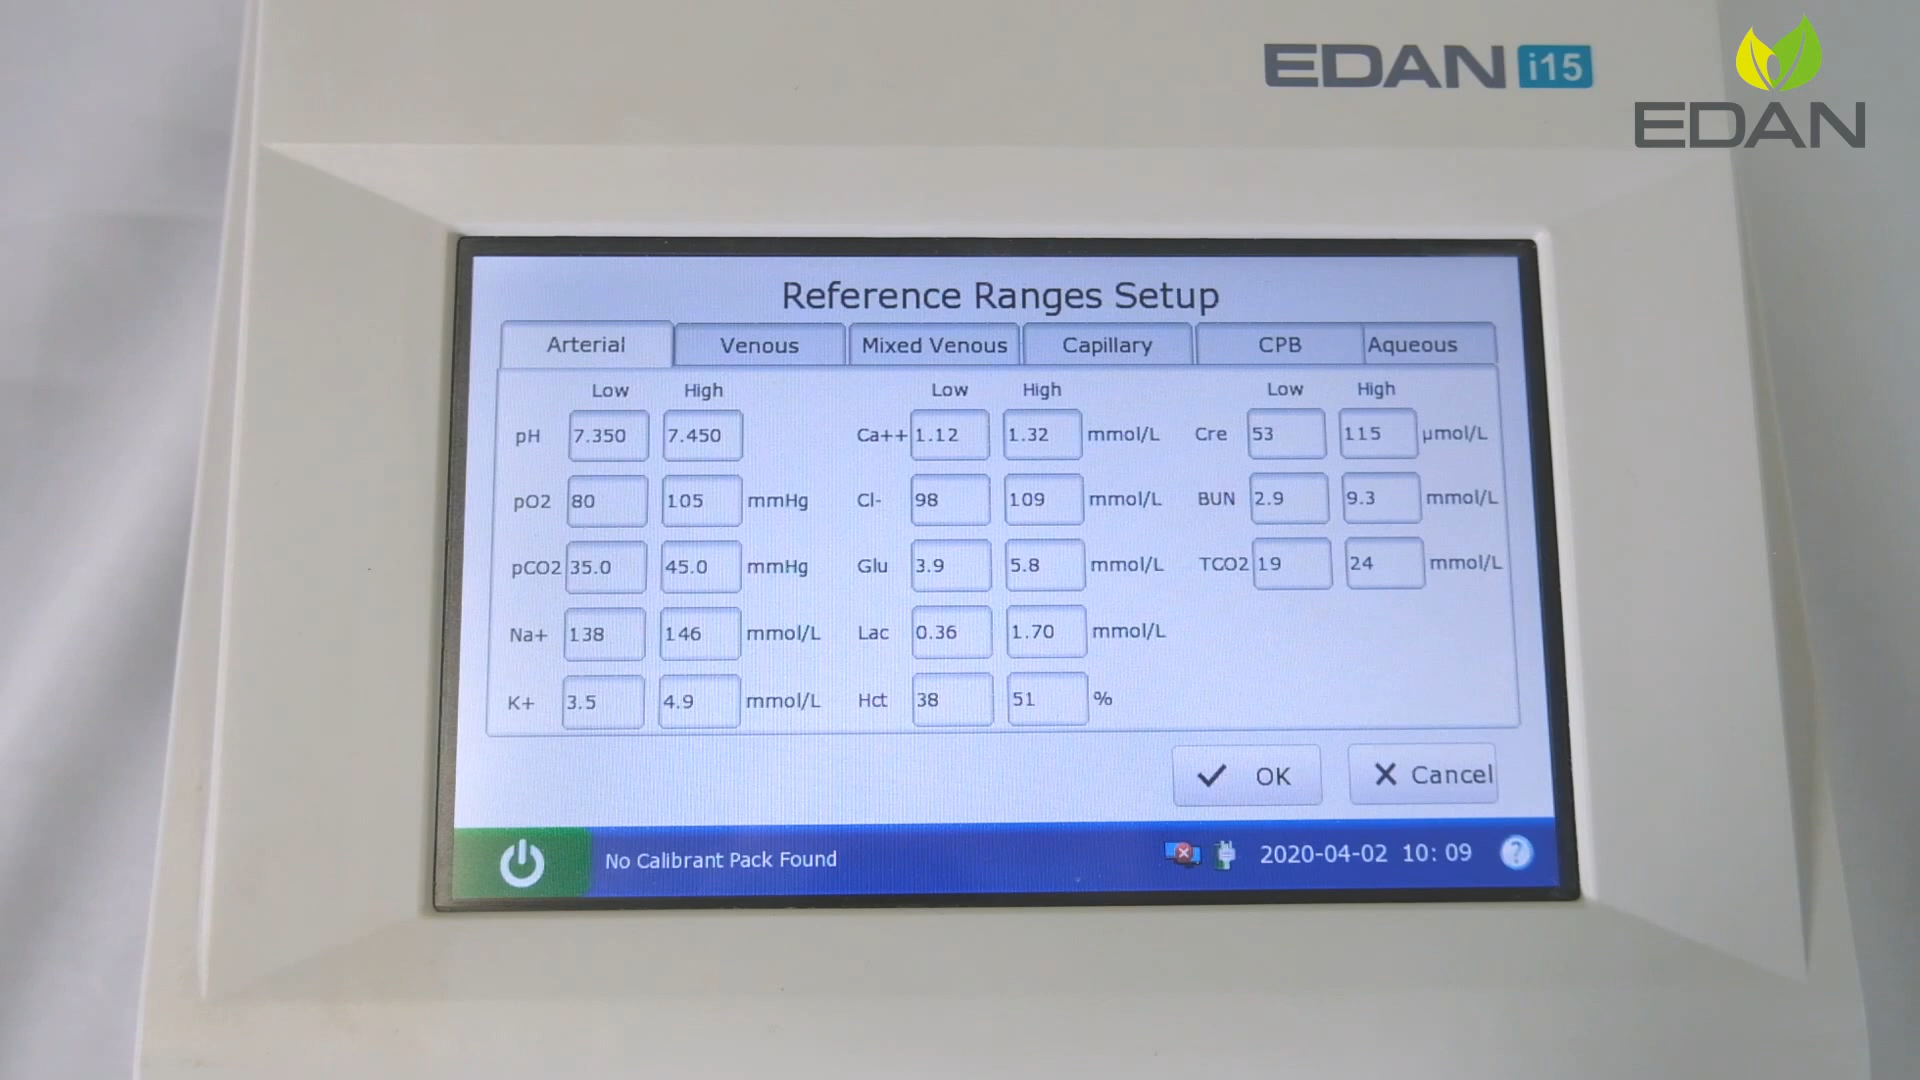 EDAN i15
EDAN
Reference Ranges Setup
Arterial Venous Mixed Venous Capillary CPB Aqueous
Low High Low High Low High
pH 7.350 7.450 Ca++ 1.12 1.32 mmol/L Cre 53 115 µmol/L
pO2 80 105 mmHg Cl- 98 109 mmol/L BUN 2.9 9.3 mmol/L
pCO2 35.0 45.0 mmHg Glu 3.9 5.8 mmol/L TCO2 19 24 mmol/L
Na+ 138 146 mmol/L Lac 0.36 1.70 mmol/L
K+ 3.5 4.9 mmol/L Hct 38 51 %
OK Cancel
No Calibrant Pack Found 2020-04-02 10: 09 ?